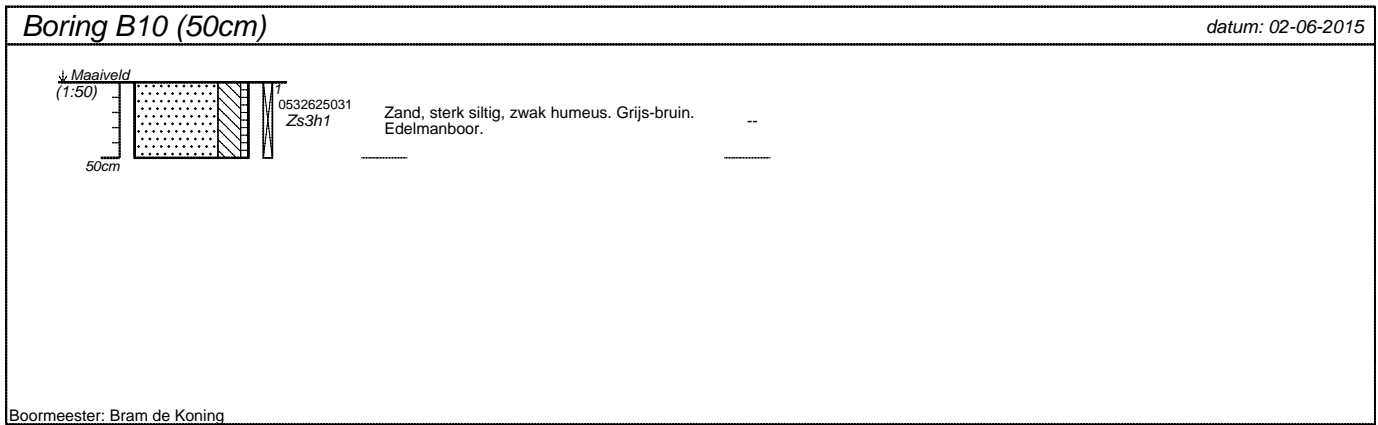 Boring B10 (50cm)
datum: 02-06-2015
Maaiveld
(1:50)
1
0532625031
Zs3h1
Zand, sterk siltig, zwak humeus. Grijs-bruin.
Edelmanboor.
--
50cm
Boormeester: Bram de Koning